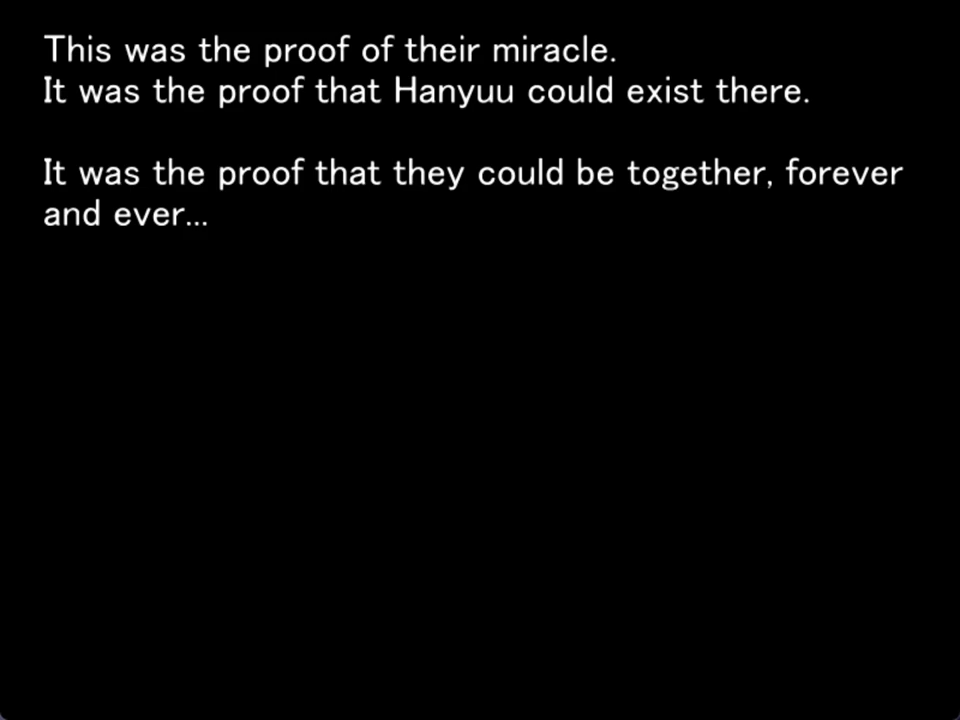 This was the proof of their miracle.
It was the proof that Hanyuu could exist there.
It was the proof that they could be together, forever
and ever...